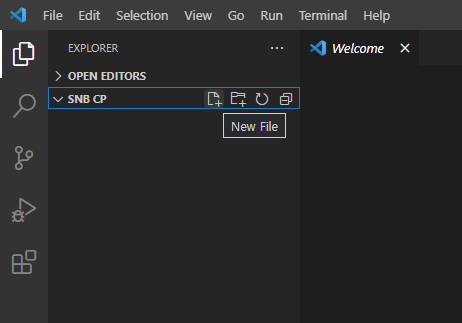 File Edit Selection View Go Run Terminal Help
EXPLORER
Welcome
OPEN EDITORS
SNB CP
New File